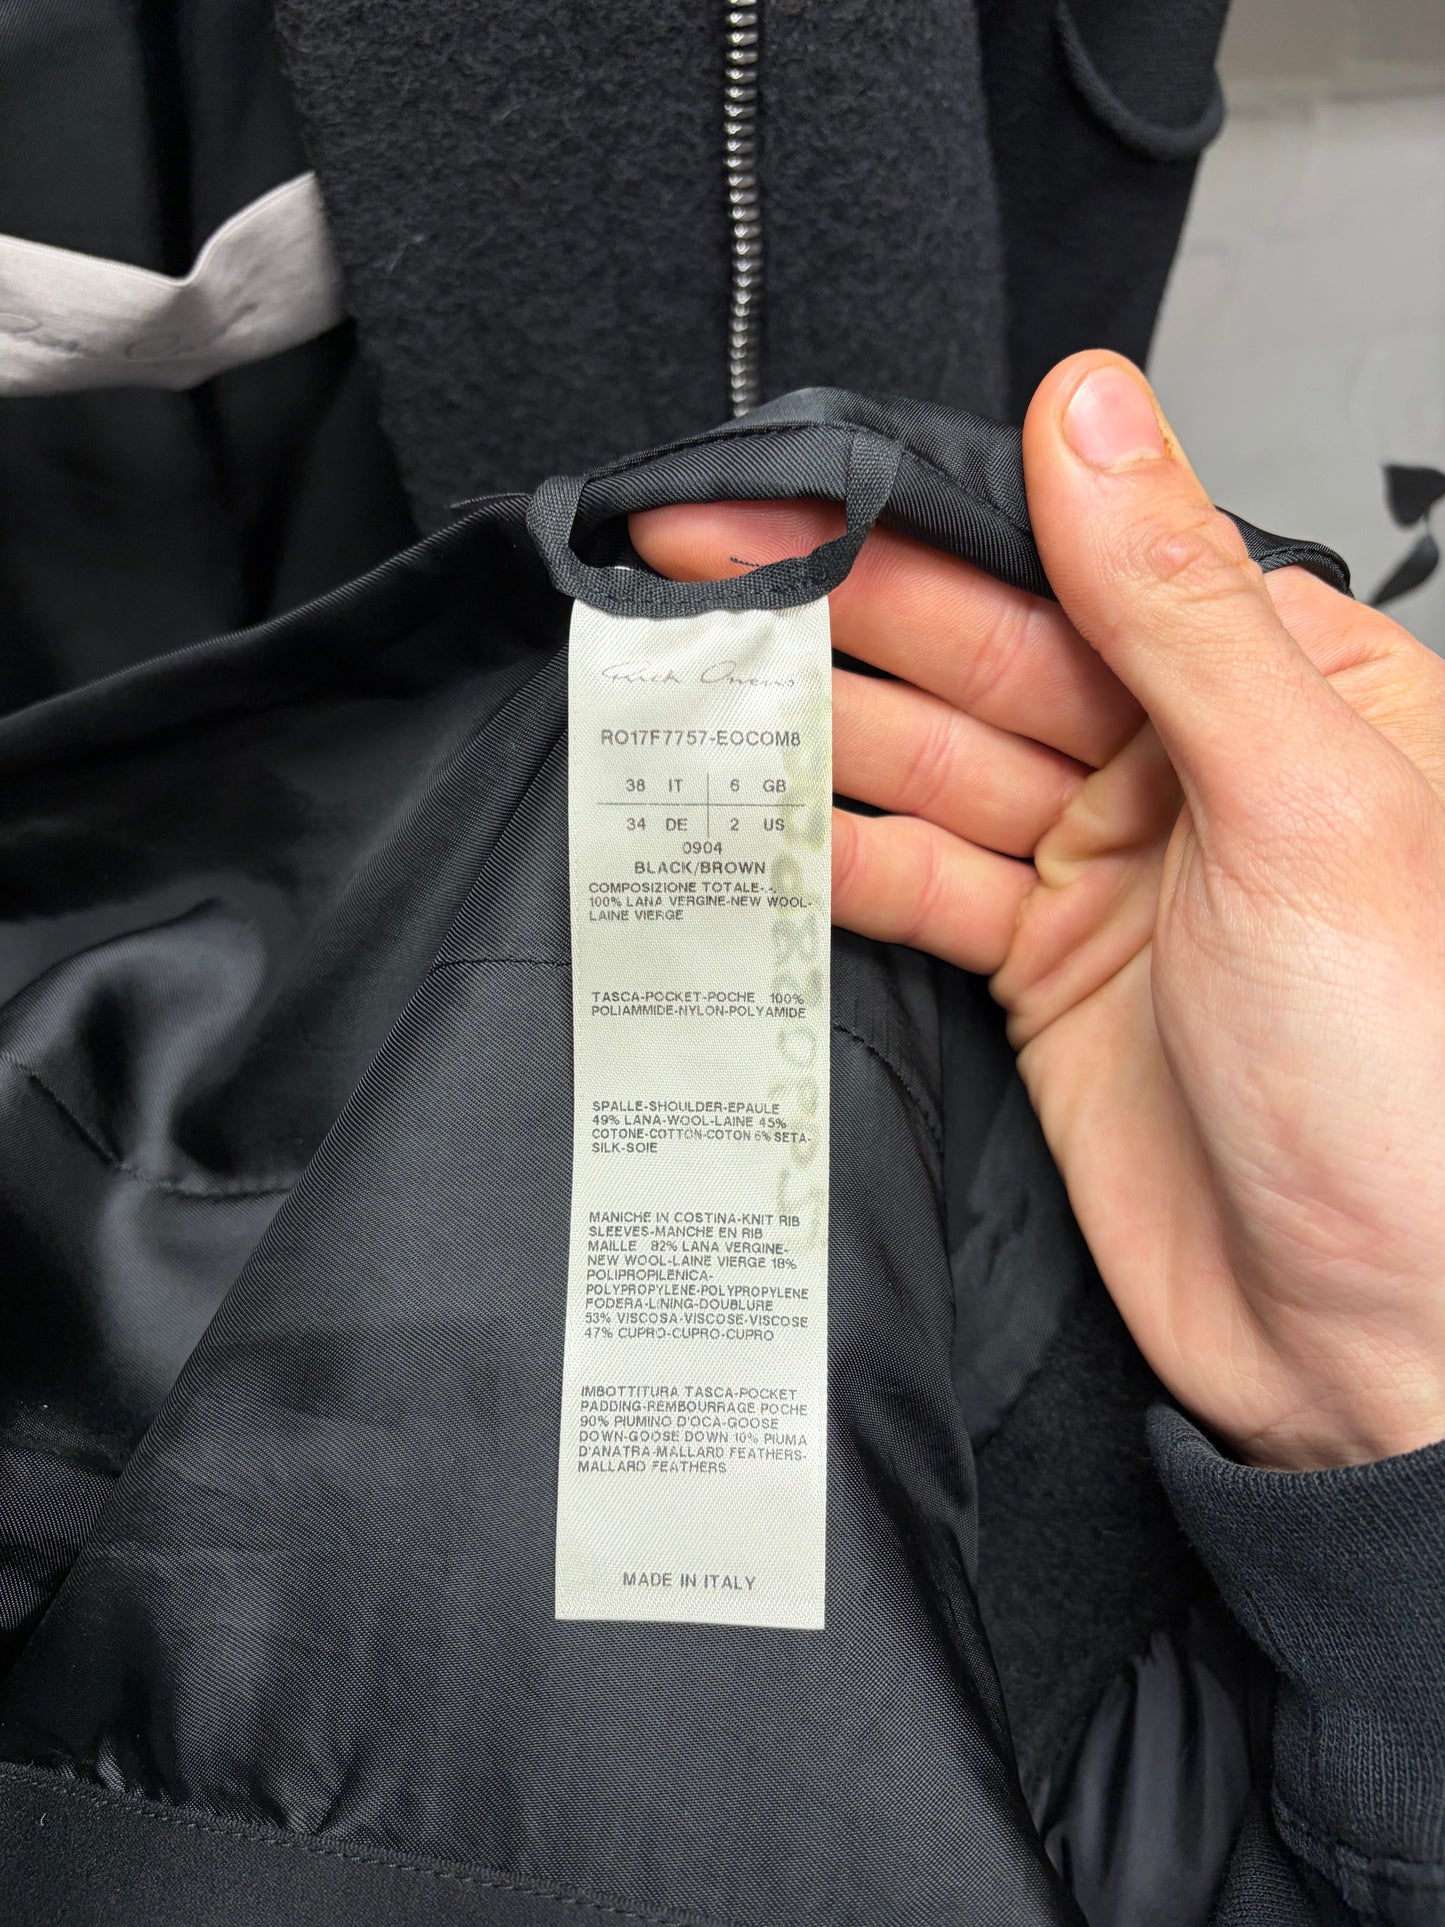 Rick Owens
RO17F7757-EOCOM8
38 IT 6 GB
34 DE 2 US
0904
BLACK/BROWN
COMPOSIZIONE TOTALE-
100% LANA VERGINE-NEW WOOL-
LAINE VIERGE
TASCA-POCKET-POCHE 100%
POLIAMMIDE-NYLON-POLYAMIDE
SPALLE-SHOULDER-EPAULE
49% LANA-WOOL-LAINE 45%
COTONE-COTTON-COTON 6% SETA-
SILK-SOIE
MANICHE IN COSTINA-KNIT RIB
SLEEVES-MANCHE EN RIB
MAILLE 82% LANA VERGINE-
NEW WOOL-LAINE VIERGE 18%
POLIPROPILENICA-
POLYPROPYLENE-POLYPROPYLENE
FODERA-LINING-DOUBLURE
53% VISCOSA-VISCOSE-VISCOSE
47% CUPRO-CUPRO-CUPRO
IMBOTTITURA TASCA-POCKET
PADDING-REMBOURRAGE POCHE
90% PIUMINO D'OCA-GOOSE
DOWN-GOOSE DOWN 10% PIUMA
D'ANATRA-MALLARD FEATHERS-
MALLARD FEATHERS
MADE IN ITALY